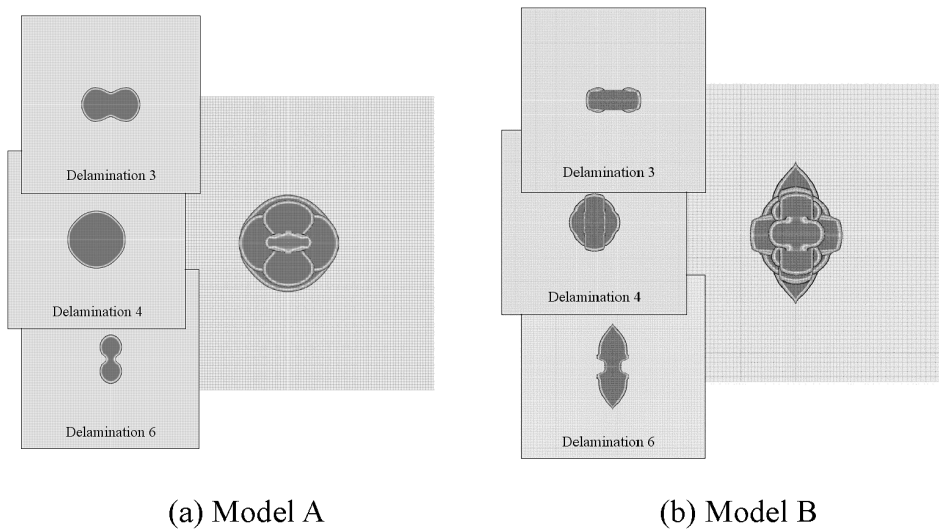 Delamination 3
Delamination 4
Delamination 6
(a) Model A
Delamination 3
Delamination 4
Delamination 6
(b) Model B